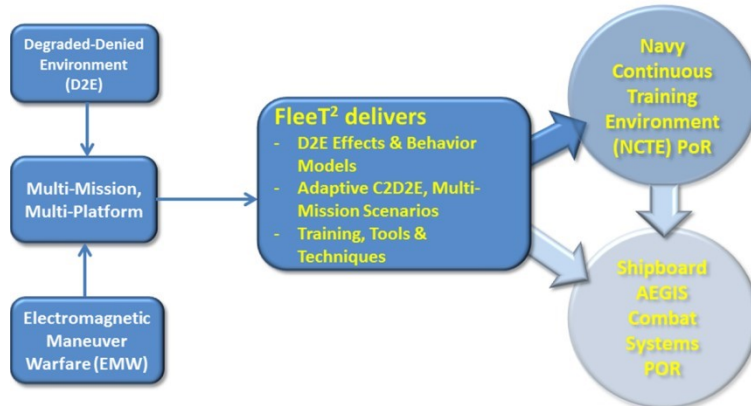 Degraded-Denied
Environment
(D2E)
Multi-Mission,
Multi-Platform
Electromagnetic
Maneuver
Warfare (EMW)
FleeT² delivers
- D2E Effects & Behavior
Models
- Adaptive C2D2E, Multi-
Mission Scenarios
- Training, Tools &
Techniques
Navy
Continuous
Training
Environment
(NCTE) PoR
Shipboard
AEGIS
Combat
Systems
POR